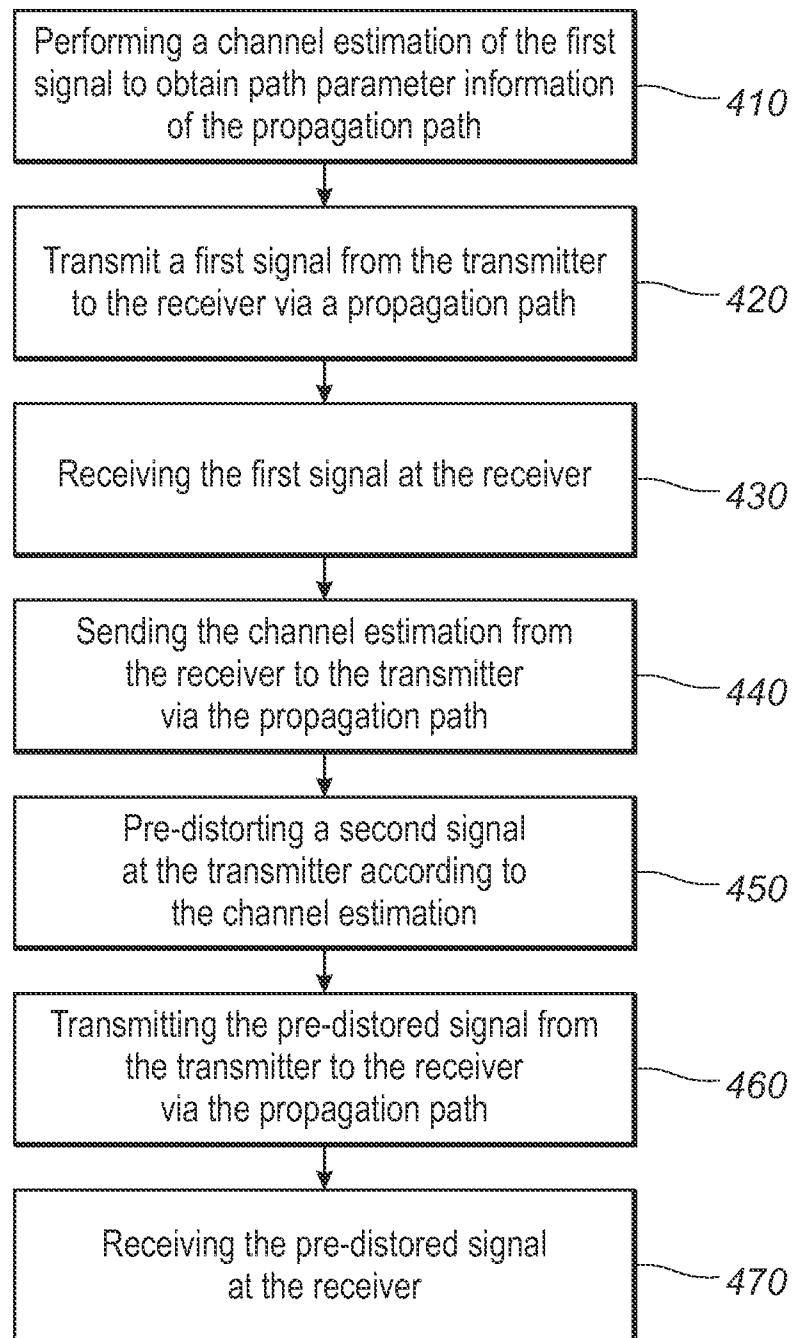 Performing a channel estimation of the first
signal to obtain path parameter information
of the propagation path
410
Transmit a first signal from the transmitter
to the receiver via a propagation path
420
Receiving the first signal at the receiver
430
Sending the channel estimation from
the receiver to the transmitter
via the propagation path
440
Pre-distorting a second signal
at the transmitter according to
the channel estimation
450
Transmitting the pre-distored signal from
the transmitter to the receiver
via the propagation path
460
Receiving the pre-distored signal
at the receiver
470